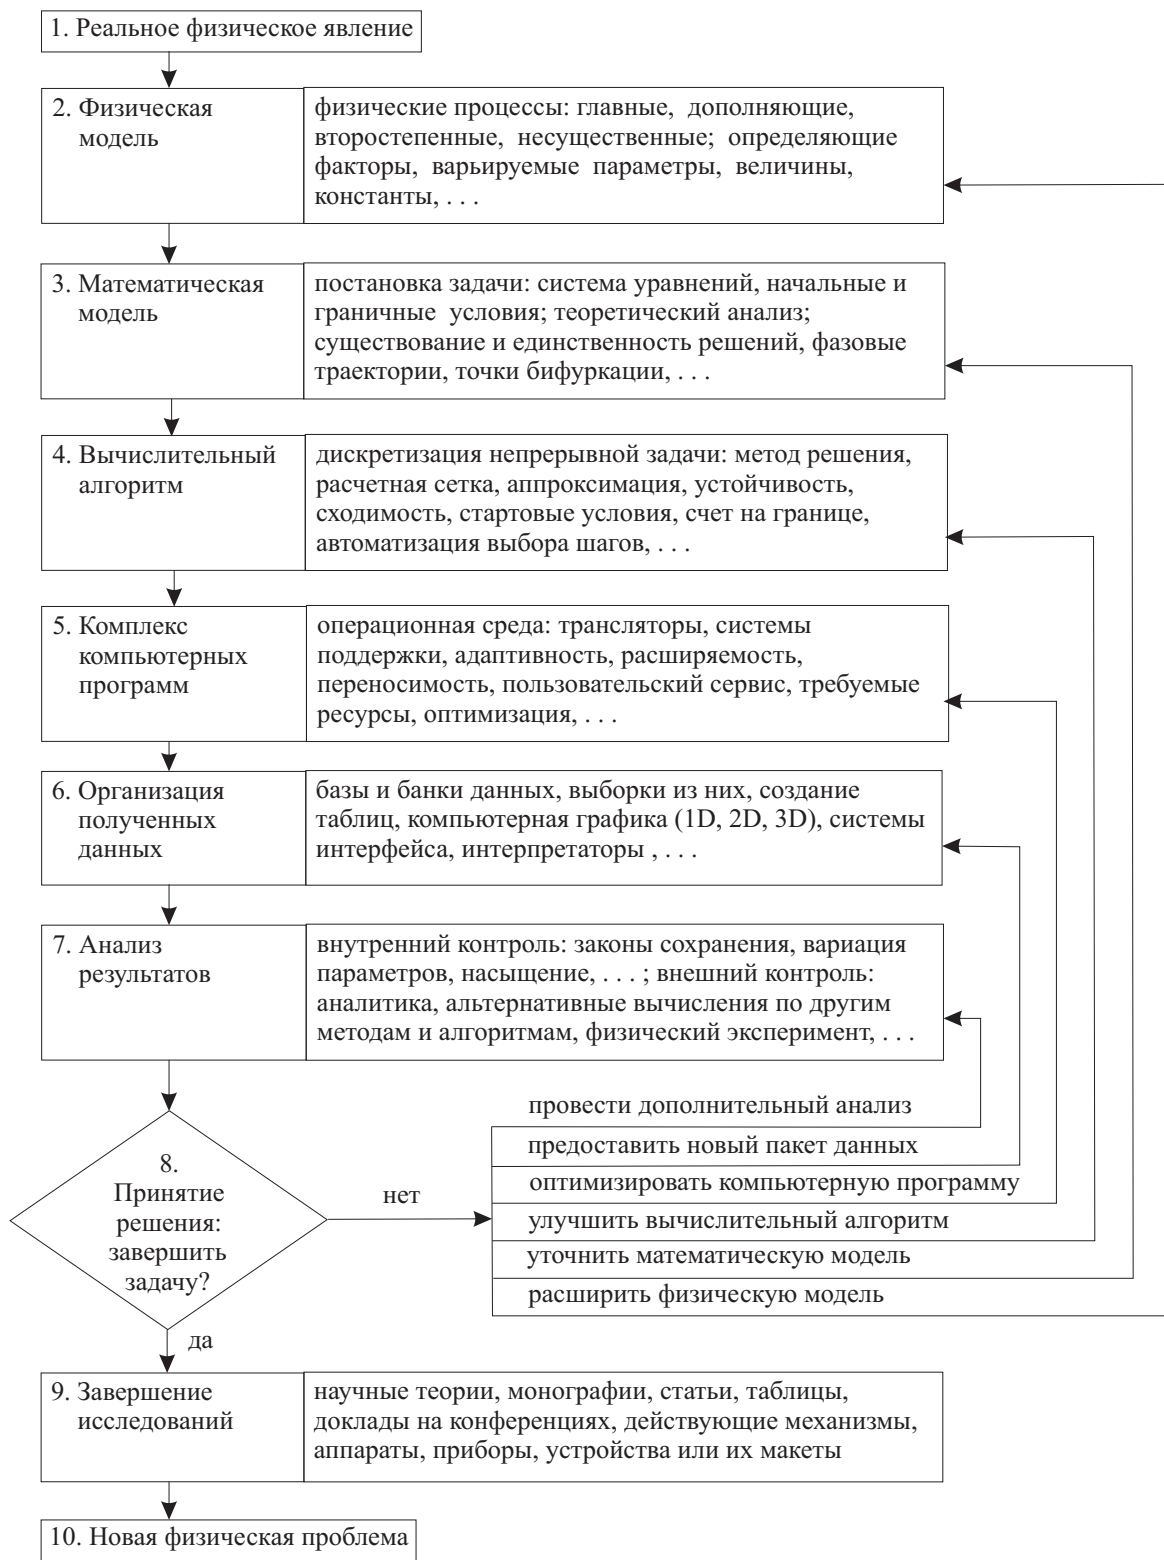 1. Реальное физическое явление
2. Физическая
модель
физические процессы: главные, дополняющие,
второстепенные, несущественные; определяющие
факторы, варьируемые параметры, величины,
константы, . . .
3. Математическая
модель
постановка задачи: система уравнений, начальные и
граничные условия; теоретический анализ;
существование и единственность решений, фазовые
траектории, точки бифуркации, . . .
4. Вычислительный
алгоритм
дискретизация непрерывной задачи: метод решения,
расчетная сетка, аппроксимация, устойчивость,
сходимость, стартовые условия, счет на границе,
автоматизация выбора шагов, . . .
5. Комплекс
компьютерных
программ
операционная среда: трансляторы, системы
поддержки, адаптивность, расширяемость,
переносимость, пользовательский сервис, требуемые
ресурсы, оптимизация, . . .
6. Организация
полученных
данных
базы и банки данных, выборки из них, создание
таблиц, компьютерная графика (1D, 2D, 3D), системы
интерфейса, интерпретаторы , . . .
7. Анализ
результатов
внутренний контроль: законы сохранения, вариация
параметров, насыщение, . . . ; внешний контроль:
аналитика, альтернативные вычисления по другим
методам и алгоритмам, физический эксперимент, . . .
8.
Принятие
решения:
завершить
задачу?
нет
провести дополнительный анализ
предоставить новый пакет данных
оптимизировать компьютерную программу
улучшить вычислительный алгоритм
уточнить математическую модель
расширить физическую модель
да
9. Завершение
исследований
научные теории, монографии, статьи, таблицы,
доклады на конференциях, действующие механизмы,
аппараты, приборы, устройства или их макеты
10. Новая физическая проблема